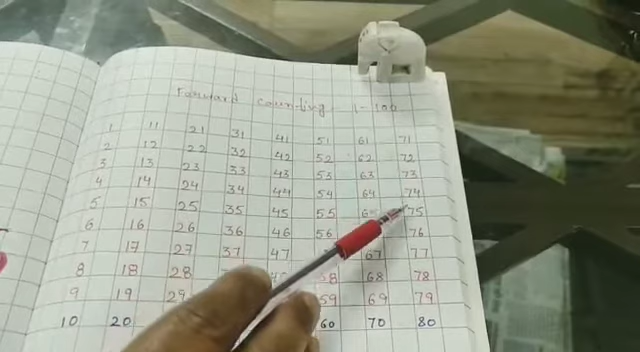 Forward counting 1-100
1 11 21 31 41 51 61 71
2 12 22 32 42 52 62 72
3 13 23 33 43 53 63 73
4 14 24 34 44 54 64 74
5 15 25 35 45 55 75
6 16 26 36 46 56 76
7 17 27 37 47 67 77
8 18 28 58 68 78
9 19 29 59 69 79
10 20 60 70 80